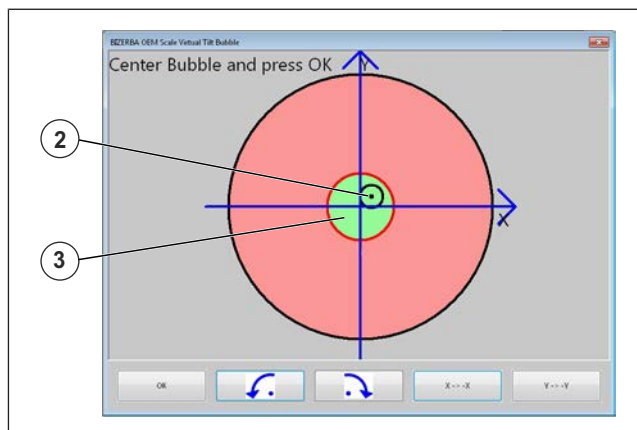 BIZERBA OEM Scale Virtual Tilt Bubble
Center Bubble and press OK
Y
2
X
3
OK
X -> -X
Y -> -Y